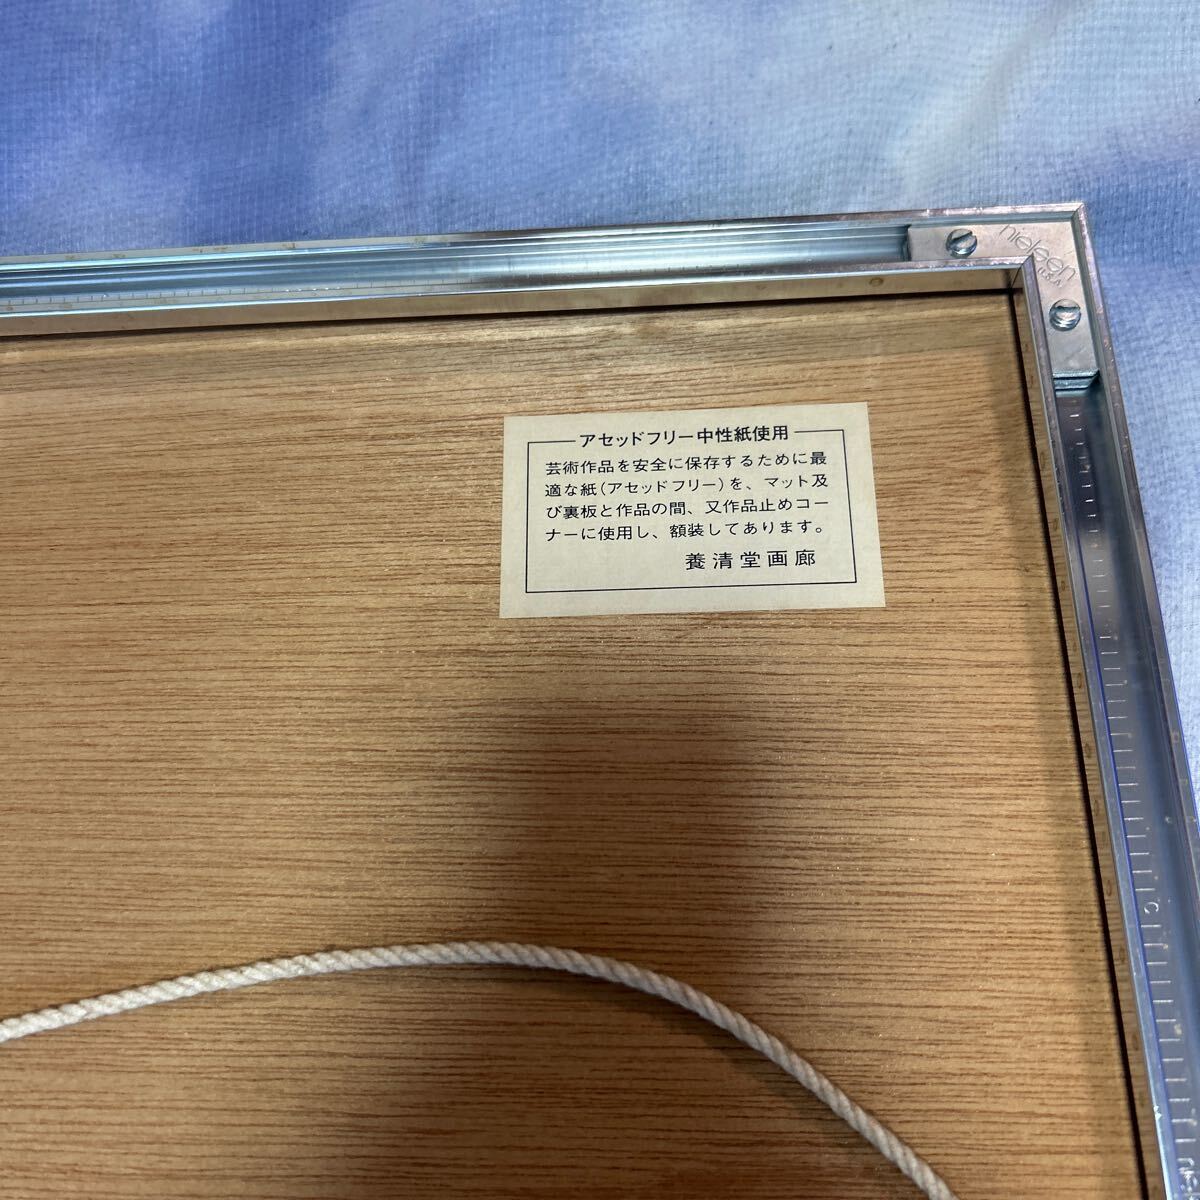 nielsen
U.S.A.
アセッドフリー中性紙使用
芸術作品を安全に保存するために最
適な紙(アセッドフリー)を、マット及
び裏板と作品の間、又作品止めコー
ナーに使用し、額装してあります。
養清堂画廊